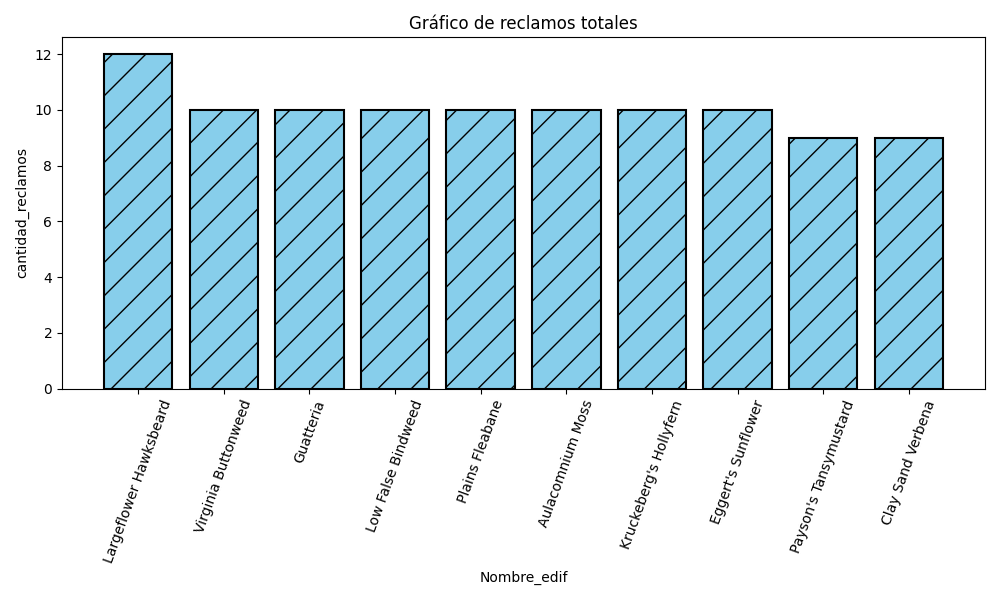 Gráfico de reclamos totales
cantidad_reclamos
12
10
8
6
4
2
0
Largeflower Hawksbeard
Virginia Buttonweed
Guatteria
Low False Bindweed
Plains Fleabane
Aulacomnium Moss
Kruckeberg's Hollyfern
Eggert's Sunflower
Payson's Tansymustard
Clay Sand Verbena
Nombre_edif